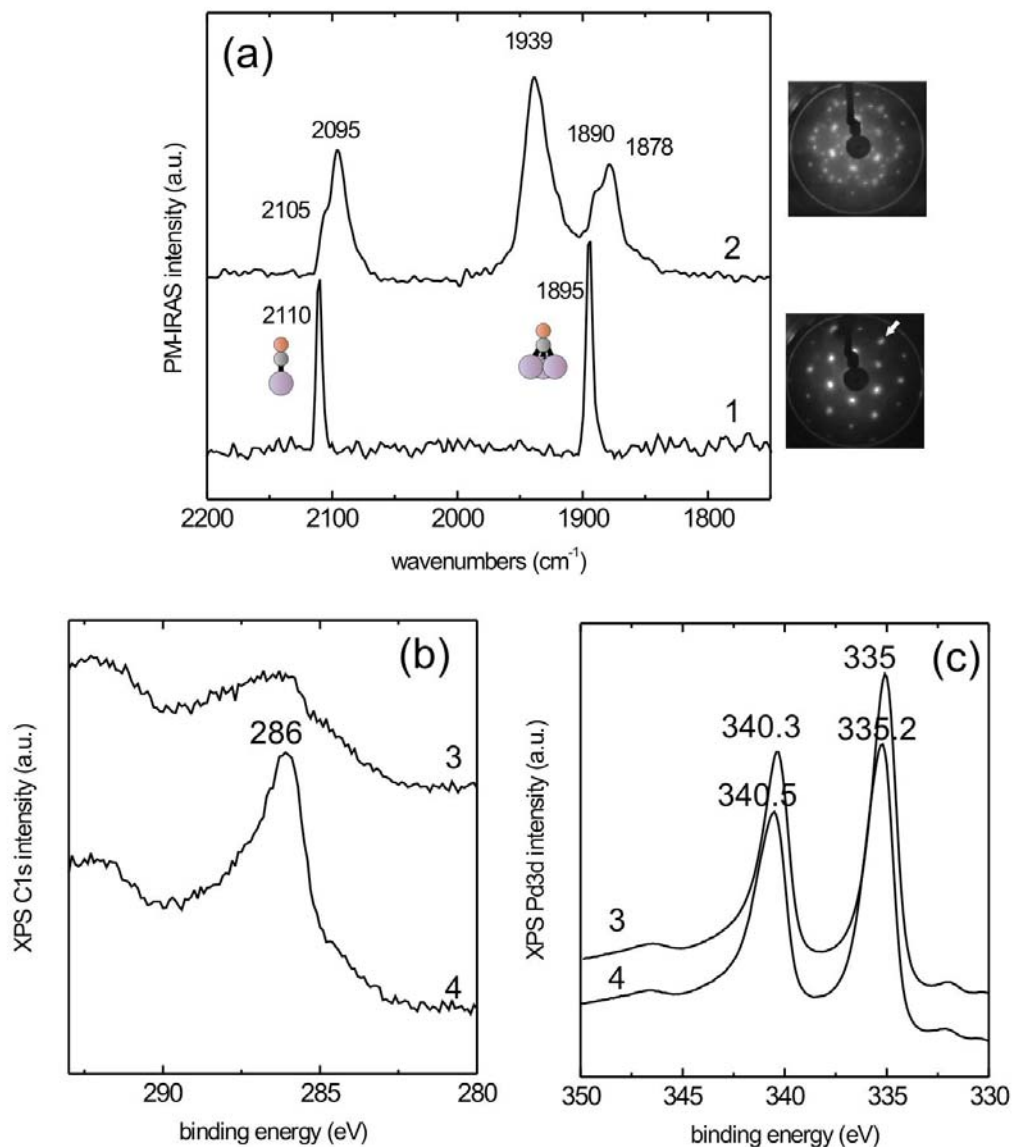 (a)
1939
2095
1890
1878
2105
2
2110
1895
1
PM-IRAS intensity (a.u.)
2200 2100 2000 1900 1800
wavenumbers (cm⁻¹)
(b)
286
3
4
XPS C1s intensity (a.u.)
290 285 280
binding energy (eV)
(c)
335
340.3
335.2
340.5
3
4
XPS Pd3d intensity (a.u.)
350 345 340 335 330
binding energy (eV)